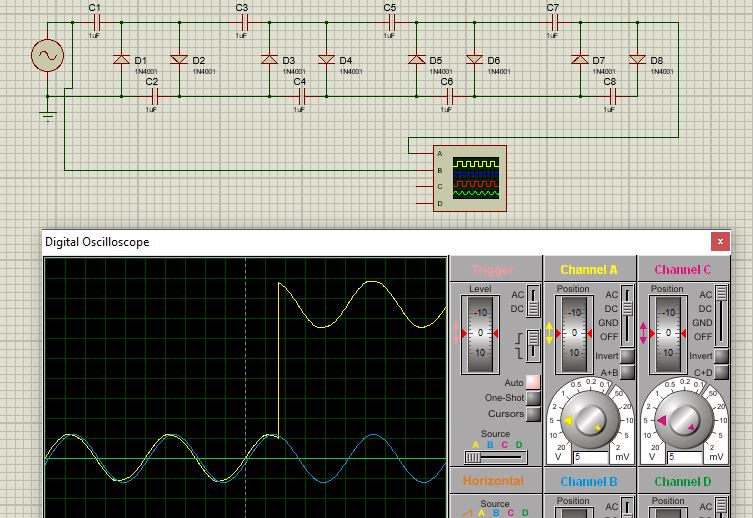 C1 C3 C5 C7
1uF 1uF 1uF 1uF
D1 D2 D3 D4 D5 D6 D7 D8
1N4001 1N4001 1N4001 1N4001 1N4001 1N4001 1N4001 1N4001
C2 C4 C6 C8
1uF 1uF 1uF 1uF
A
B
C
D
Digital Oscilloscope x
Trigger Channel A Channel C
Level AC Position AC Position AC
DC DC DC
-10 GND -10 GND -10
0 OFF 0 OFF 0
10 Invert 10 Invert 10
A+B C+D
Auto
One-Shot
Cursors
Source
A B C D
0.5 0.2 0.1 0.5 0.2 0.1
1 50 1 50
2 20 2 20
5 10 5 10
10 5 10 5
20 2 20 2
V 5 mV V 5 mV
Horizontal Channel B Channel D
Source Position AC Position AC
A B C D